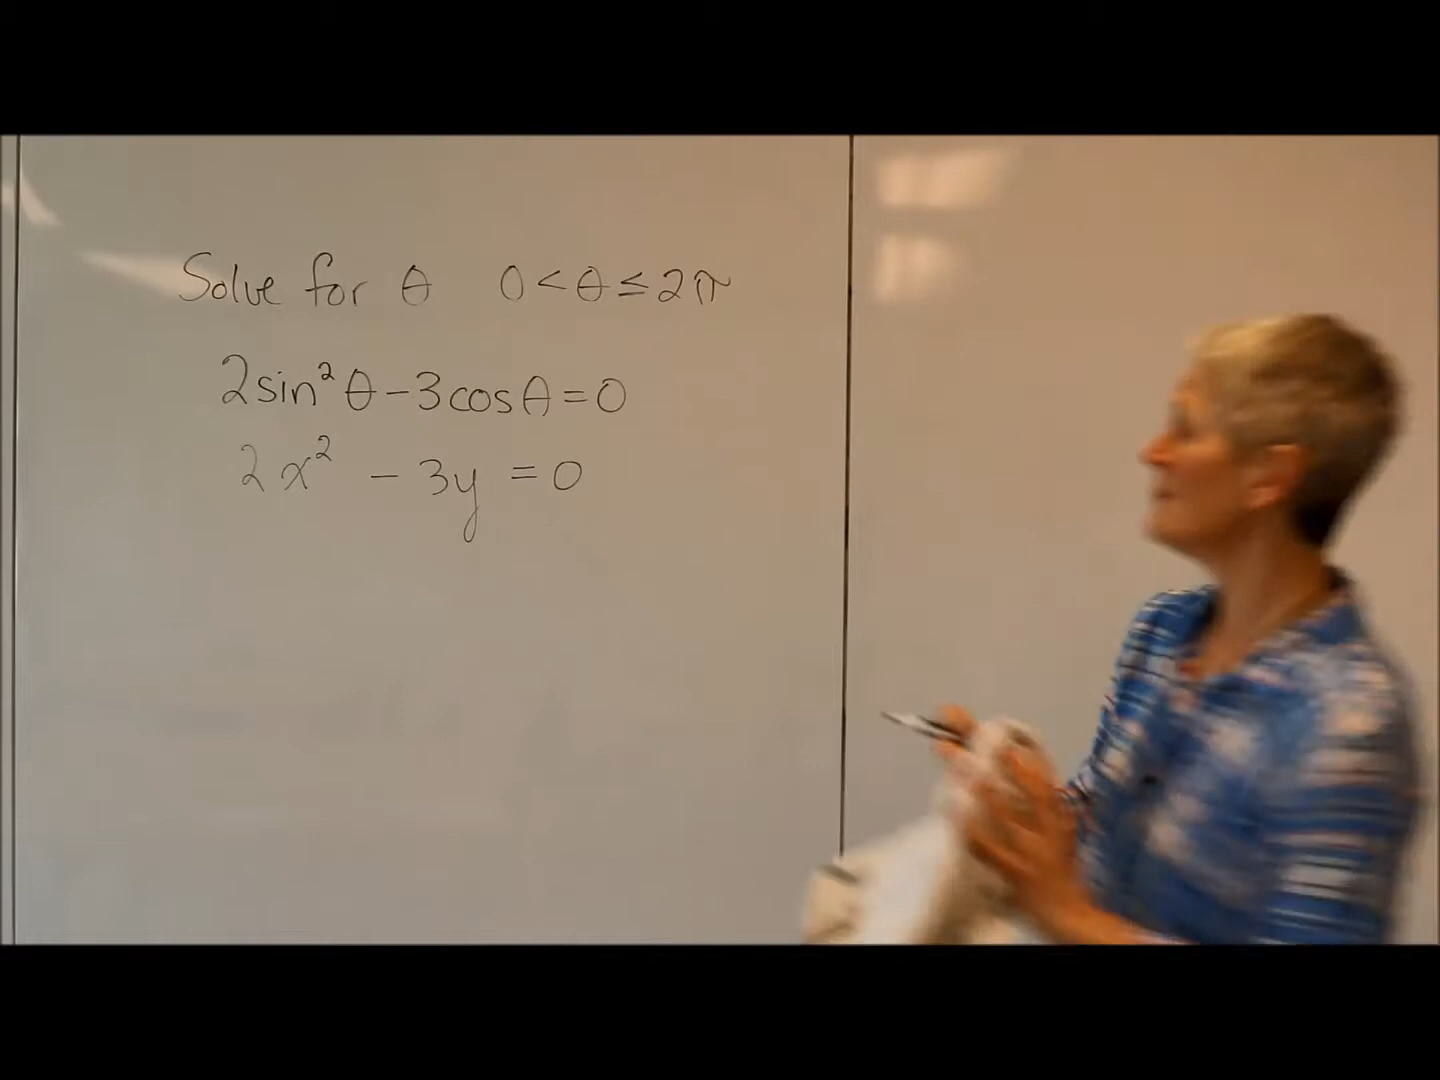 Solve for θ 0 < θ ≤ 2π
2sin²θ - 3cosθ = 0
2x² - 3y = 0